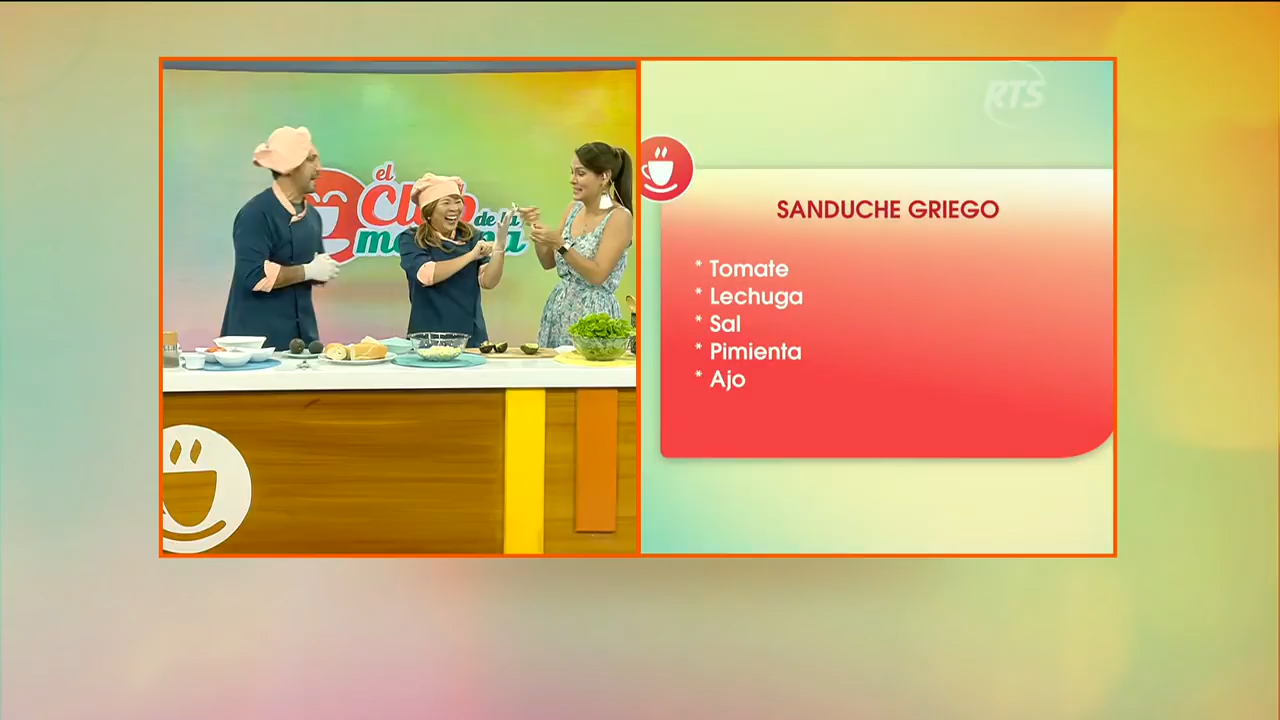 el
Club
de la
mañana
RTS
SANDUCHE GRIEGO
* Tomate
* Lechuga
* Sal
* Pimienta
* Ajo